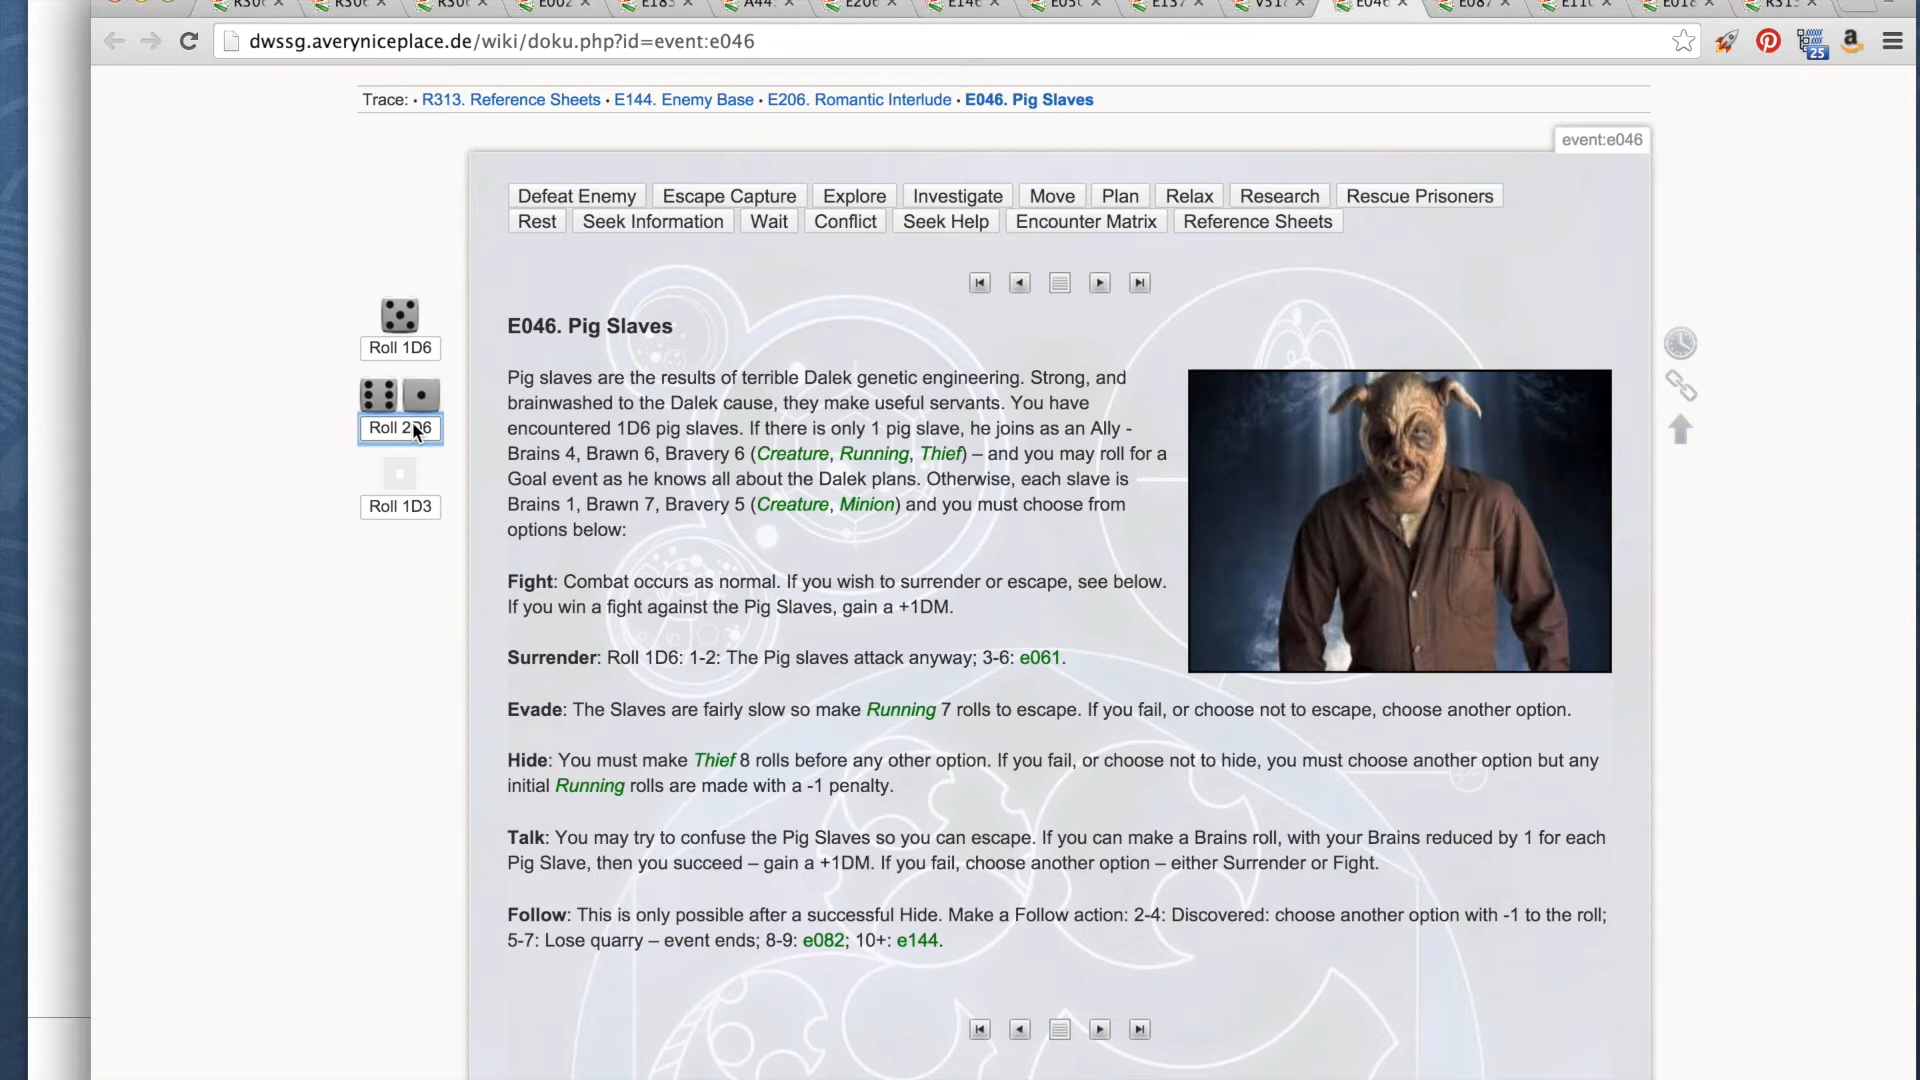 dwssg.averyniceplace.de/wiki/doku.php?id=event:e046
25
Trace: • R313. Reference Sheets • E144. Enemy Base • E206. Romantic Interlude • E046. Pig Slaves
event:e046
Defeat Enemy Escape Capture Explore Investigate Move Plan Relax Research Rescue Prisoners
Rest Seek Information Wait Conflict Seek Help Encounter Matrix Reference Sheets
Roll 1D6
Roll 2D6
Roll 1D3
E046. Pig Slaves
Pig slaves are the results of terrible Dalek genetic engineering. Strong, and
brainwashed to the Dalek cause, they make useful servants. You have
encountered 1D6 pig slaves. If there is only 1 pig slave, he joins as an Ally -
Brains 4, Brawn 6, Bravery 6 (Creature, Running, Thief) – and you may roll for a
Goal event as he knows all about the Dalek plans. Otherwise, each slave is
Brains 1, Brawn 7, Bravery 5 (Creature, Minion) and you must choose from
options below:
Fight: Combat occurs as normal. If you wish to surrender or escape, see below.
If you win a fight against the Pig Slaves, gain a +1DM.
Surrender: Roll 1D6: 1-2: The Pig slaves attack anyway; 3-6: e061.
Evade: The Slaves are fairly slow so make Running 7 rolls to escape. If you fail, or choose not to escape, choose another option.
Hide: You must make Thief 8 rolls before any other option. If you fail, or choose not to hide, you must choose another option but any
initial Running rolls are made with a -1 penalty.
Talk: You may try to confuse the Pig Slaves so you can escape. If you can make a Brains roll, with your Brains reduced by 1 for each
Pig Slave, then you succeed – gain a +1DM. If you fail, choose another option – either Surrender or Fight.
Follow: This is only possible after a successful Hide. Make a Follow action: 2-4: Discovered: choose another option with -1 to the roll;
5-7: Lose quarry – event ends; 8-9: e082; 10+: e144.